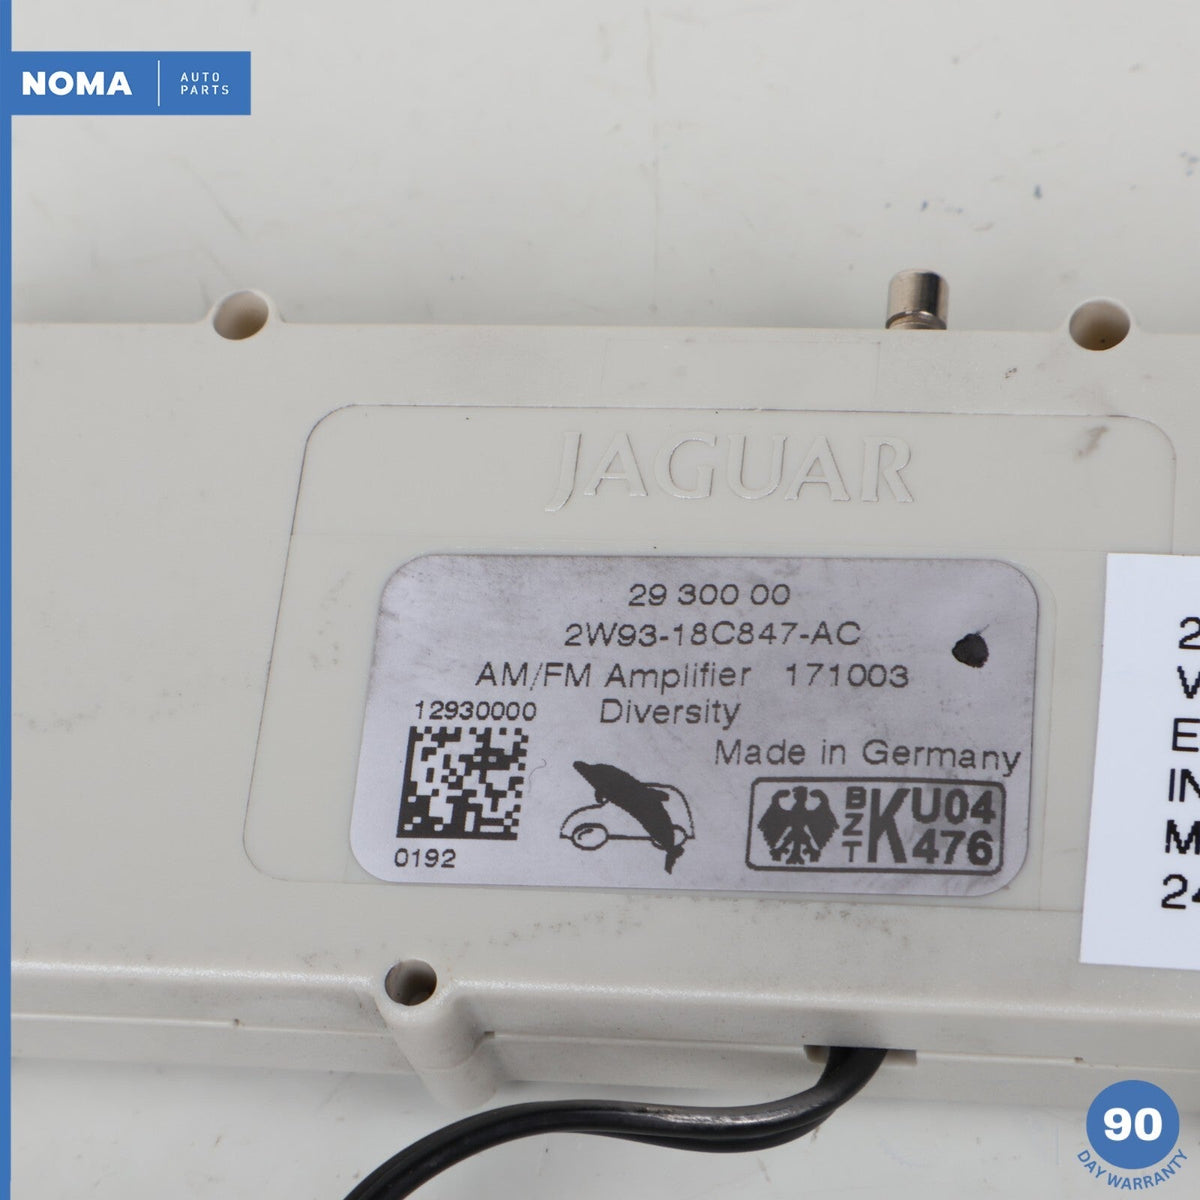 NOMA
AUTO
PARTS
JAGUAR
29 300 00
2W93-18C847-AC
AM/FM Amplifier 171003
12930000 Diversity
Made in Germany
BZT K U04 476
0192
90
DAY WARRANTY